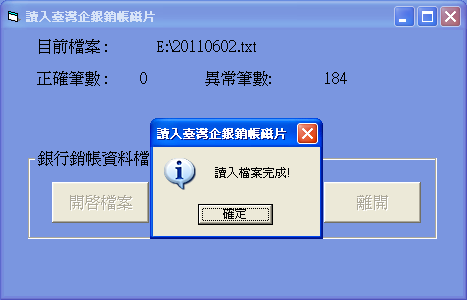 讀入臺灣企銀銷帳磁片
目前檔案： E:\20110602.txt
正確筆數： 0 異常筆數: 184
讀入臺灣企銀銷帳磁片
讀入檔案完成!
確定
銀行銷帳資料檔
開啓檔案
離開